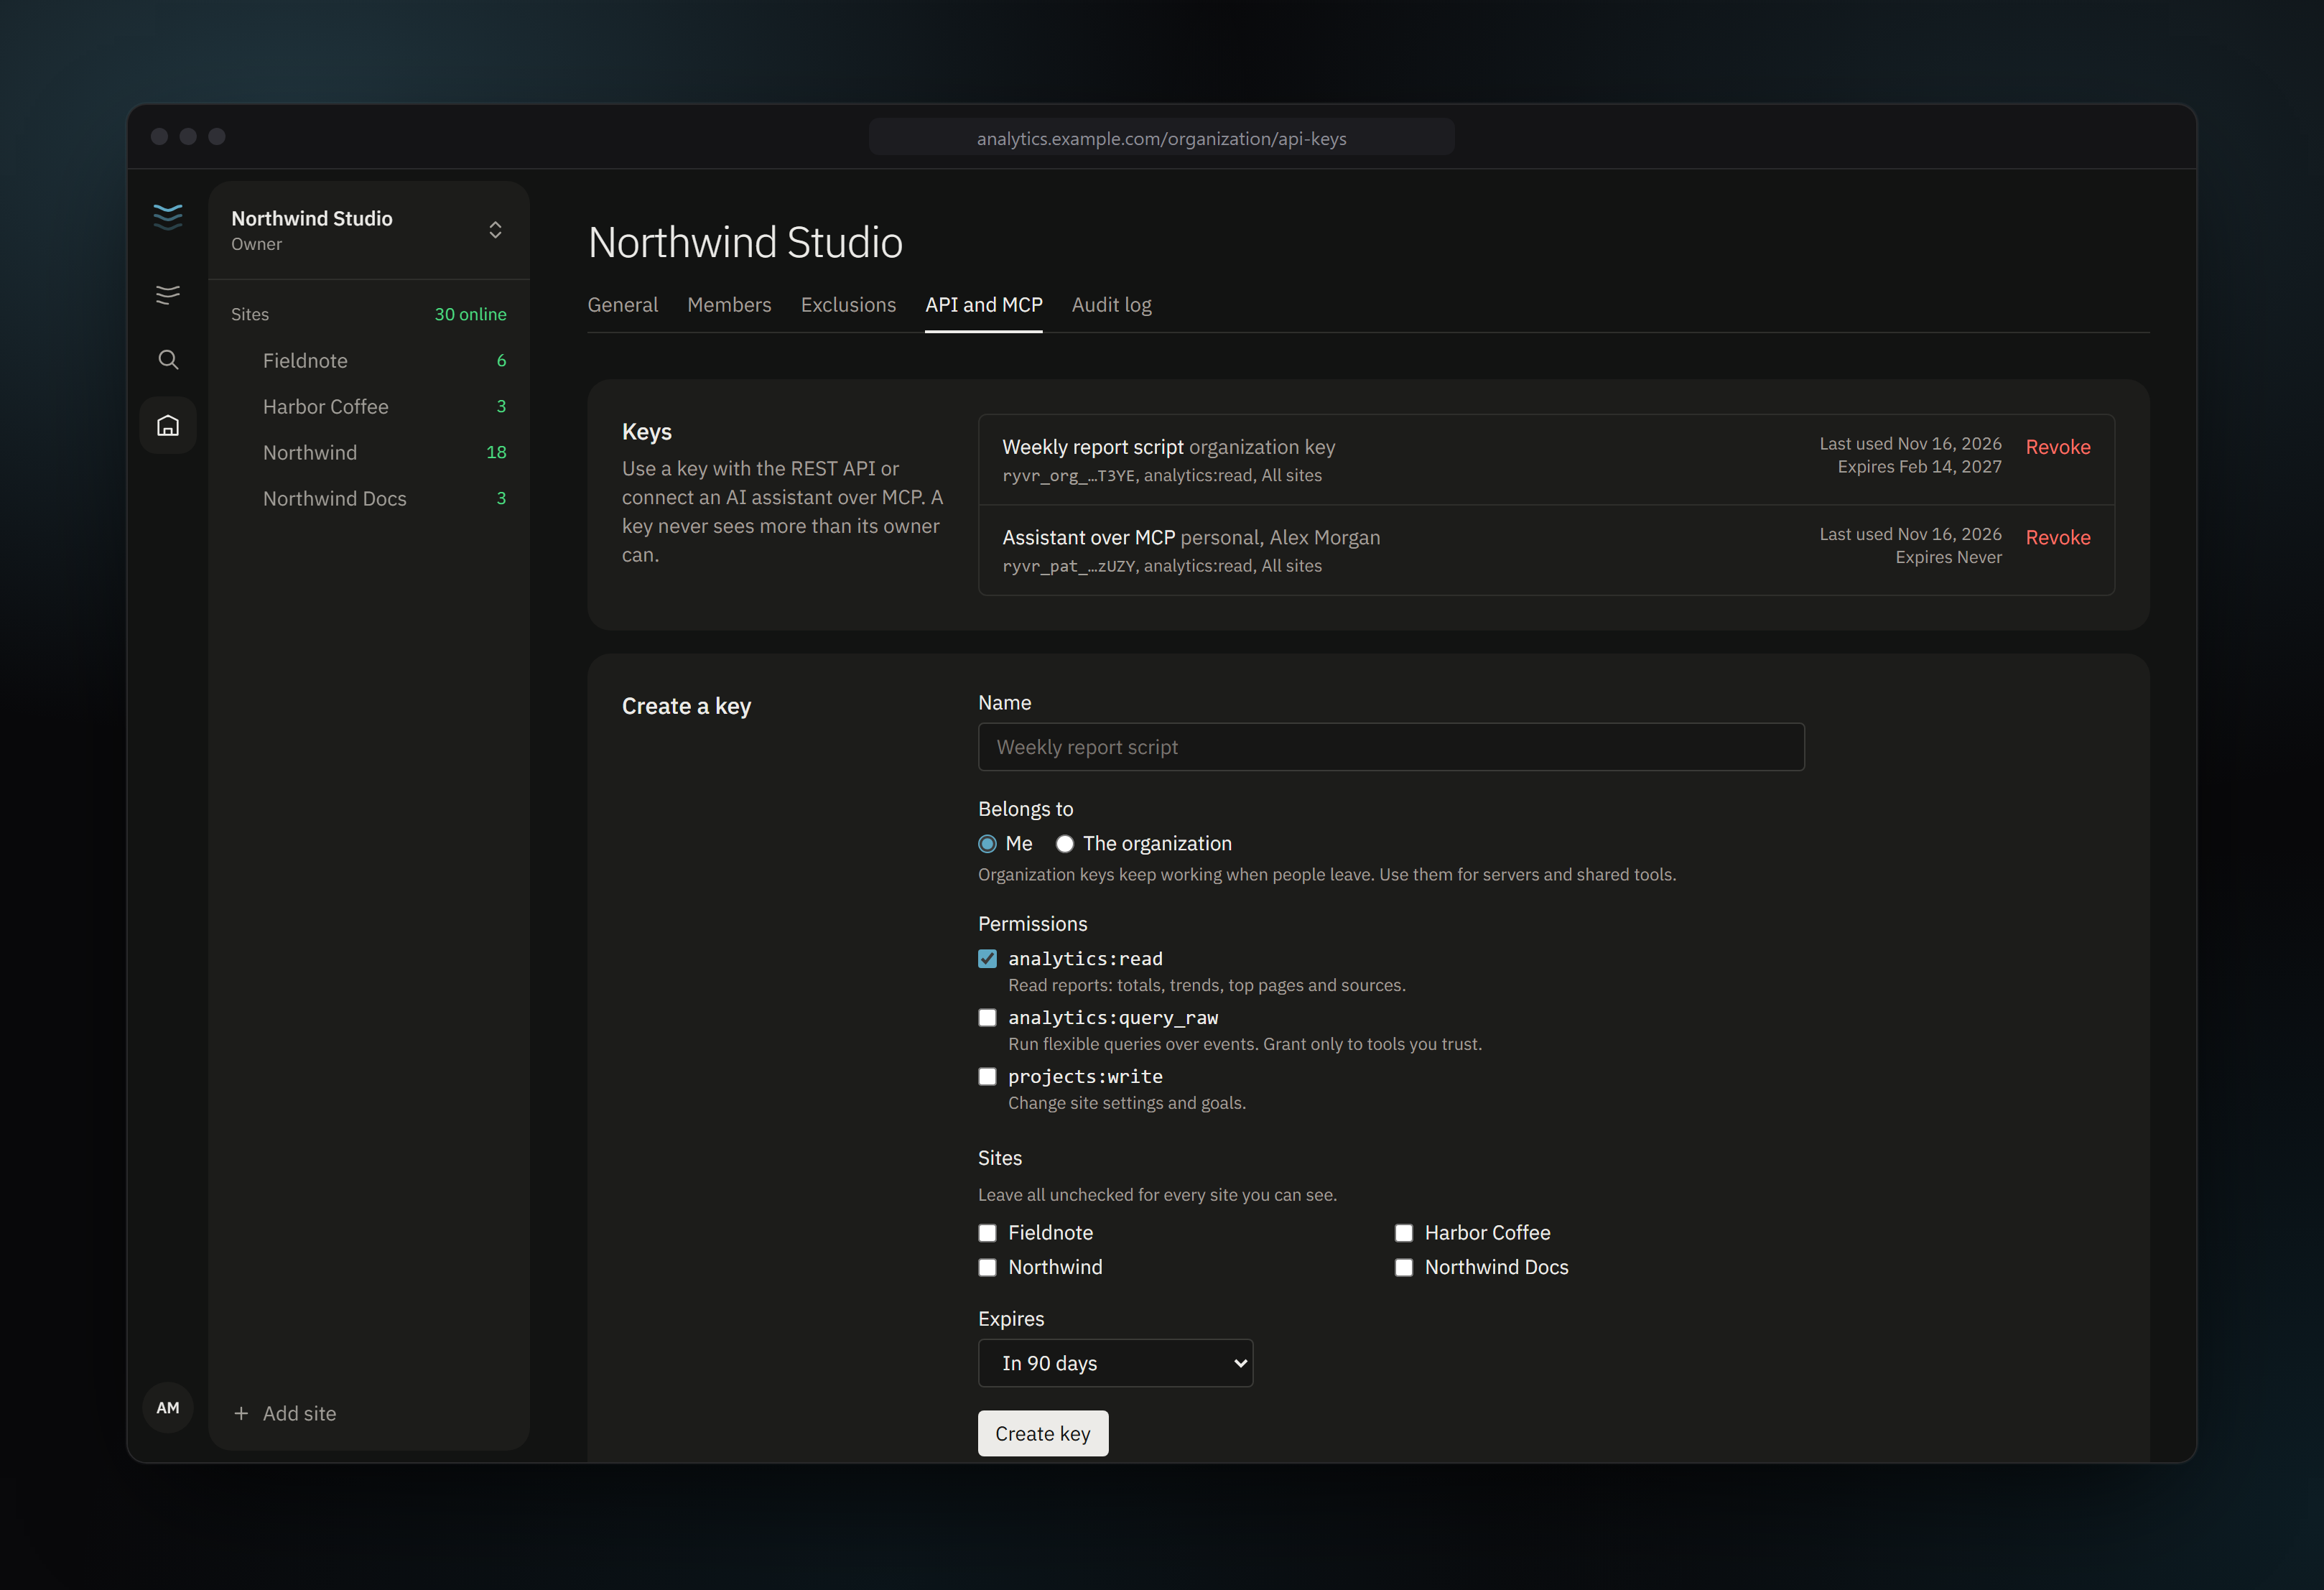 analytics.example.com/organization/api-keys
Northwind Studio
Owner
Sites 30 online
Fieldnote 6
Harbor Coffee 3
Northwind 18
Northwind Docs 3
Add site
AM
Northwind Studio
General Members Exclusions API and MCP Audit log
Keys
Use a key with the REST API or
connect an AI assistant over MCP. A
key never sees more than its owner
can.
Weekly report script organization key
ryvr_org_…T3YE, analytics:read, All sites
Last used Nov 16, 2026
Expires Feb 14, 2027
Revoke
Assistant over MCP personal, Alex Morgan
ryvr_pat_…zUZY, analytics:read, All sites
Last used Nov 16, 2026
Expires Never
Revoke
Create a key
Name
Weekly report script
Belongs to
Me The organization
Organization keys keep working when people leave. Use them for servers and shared tools.
Permissions
analytics:read
Read reports: totals, trends, top pages and sources.
analytics:query_raw
Run flexible queries over events. Grant only to tools you trust.
projects:write
Change site settings and goals.
Sites
Leave all unchecked for every site you can see.
Fieldnote Harbor Coffee
Northwind Northwind Docs
Expires
In 90 days
Create key